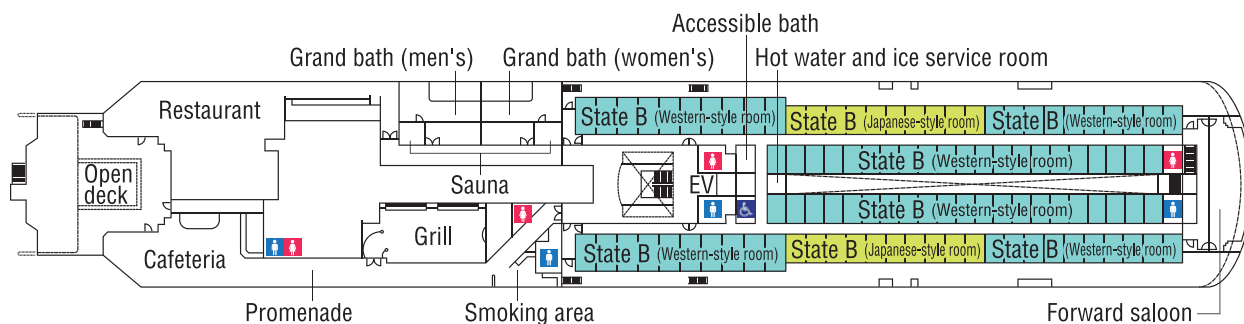 Accessible bath
Grand bath (men's)
Grand bath (women's)
Hot water and ice service room
Restaurant
State B (Western-style room)
State B (Japanese-style room)
State B (Western-style room)
Open
deck
Sauna
EV
State B (Western-style room)
State B (Western-style room)
Cafeteria
Grill
State B (Western-style room)
State B (Japanese-style room)
State B (Western-style room)
Promenade
Smoking area
Forward saloon